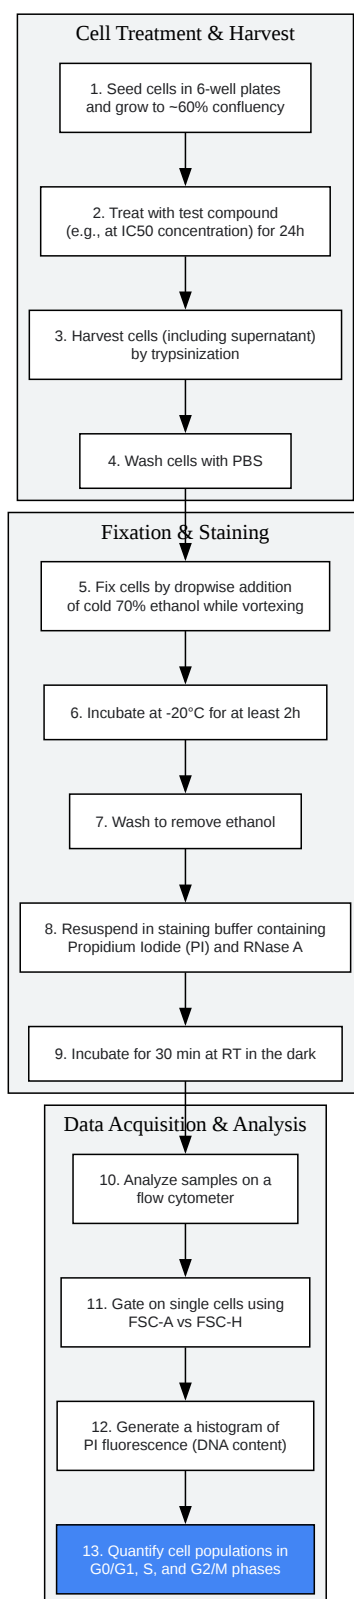 Cell Treatment & Harvest
1. Seed cells in 6-well plates
and grow to ~60% confluency
2. Treat with test compound
(e.g., at IC50 concentration) for 24h
3. Harvest cells (including supernatant)
by trypsinization
4. Wash cells with PBS
Fixation & Staining
5. Fix cells by dropwise addition
of cold 70% ethanol while vortexing
6. Incubate at -20°C for at least 2h
7. Wash to remove ethanol
8. Resuspend in staining buffer containing
Propidium Iodide (PI) and RNase A
9. Incubate for 30 min at RT in the dark
Data Acquisition & Analysis
10. Analyze samples on a
flow cytometer
11. Gate on single cells using
FSC-A vs FSC-H
12. Generate a histogram of
PI fluorescence (DNA content)
13. Quantify cell populations in
G0/G1, S, and G2/M phases